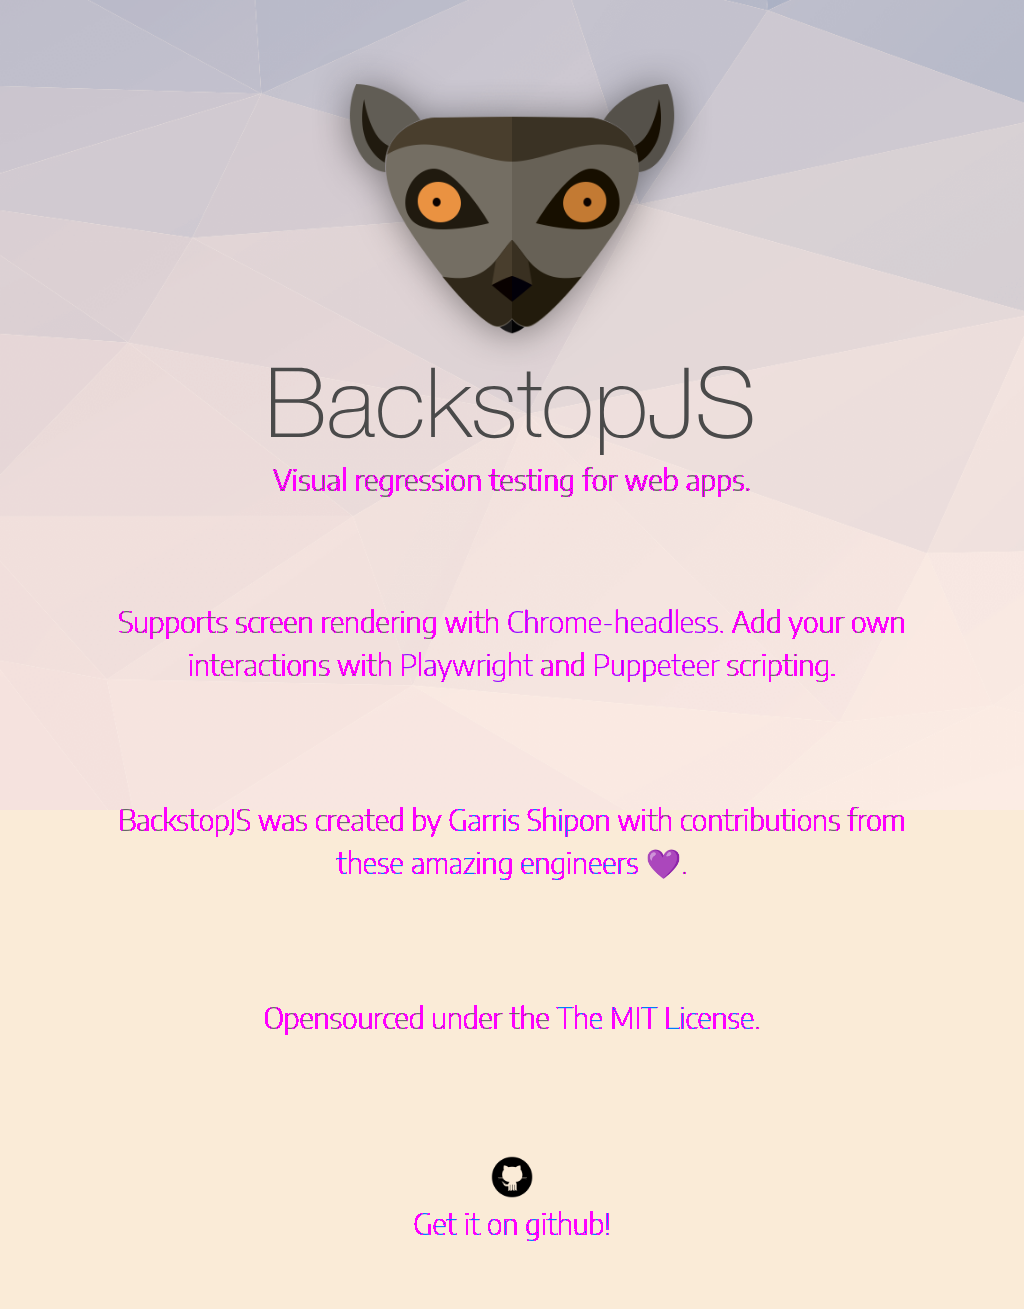 BackstopJS
Visual regression testing for web apps.
Supports screen rendering with Chrome-headless. Add your own
interactions with Playwright and Puppeteer scripting.
BackstopJS was created by Garris Shipon with contributions from
these amazing engineers 💜.
Opensourced under the The MIT License.
Get it on github!